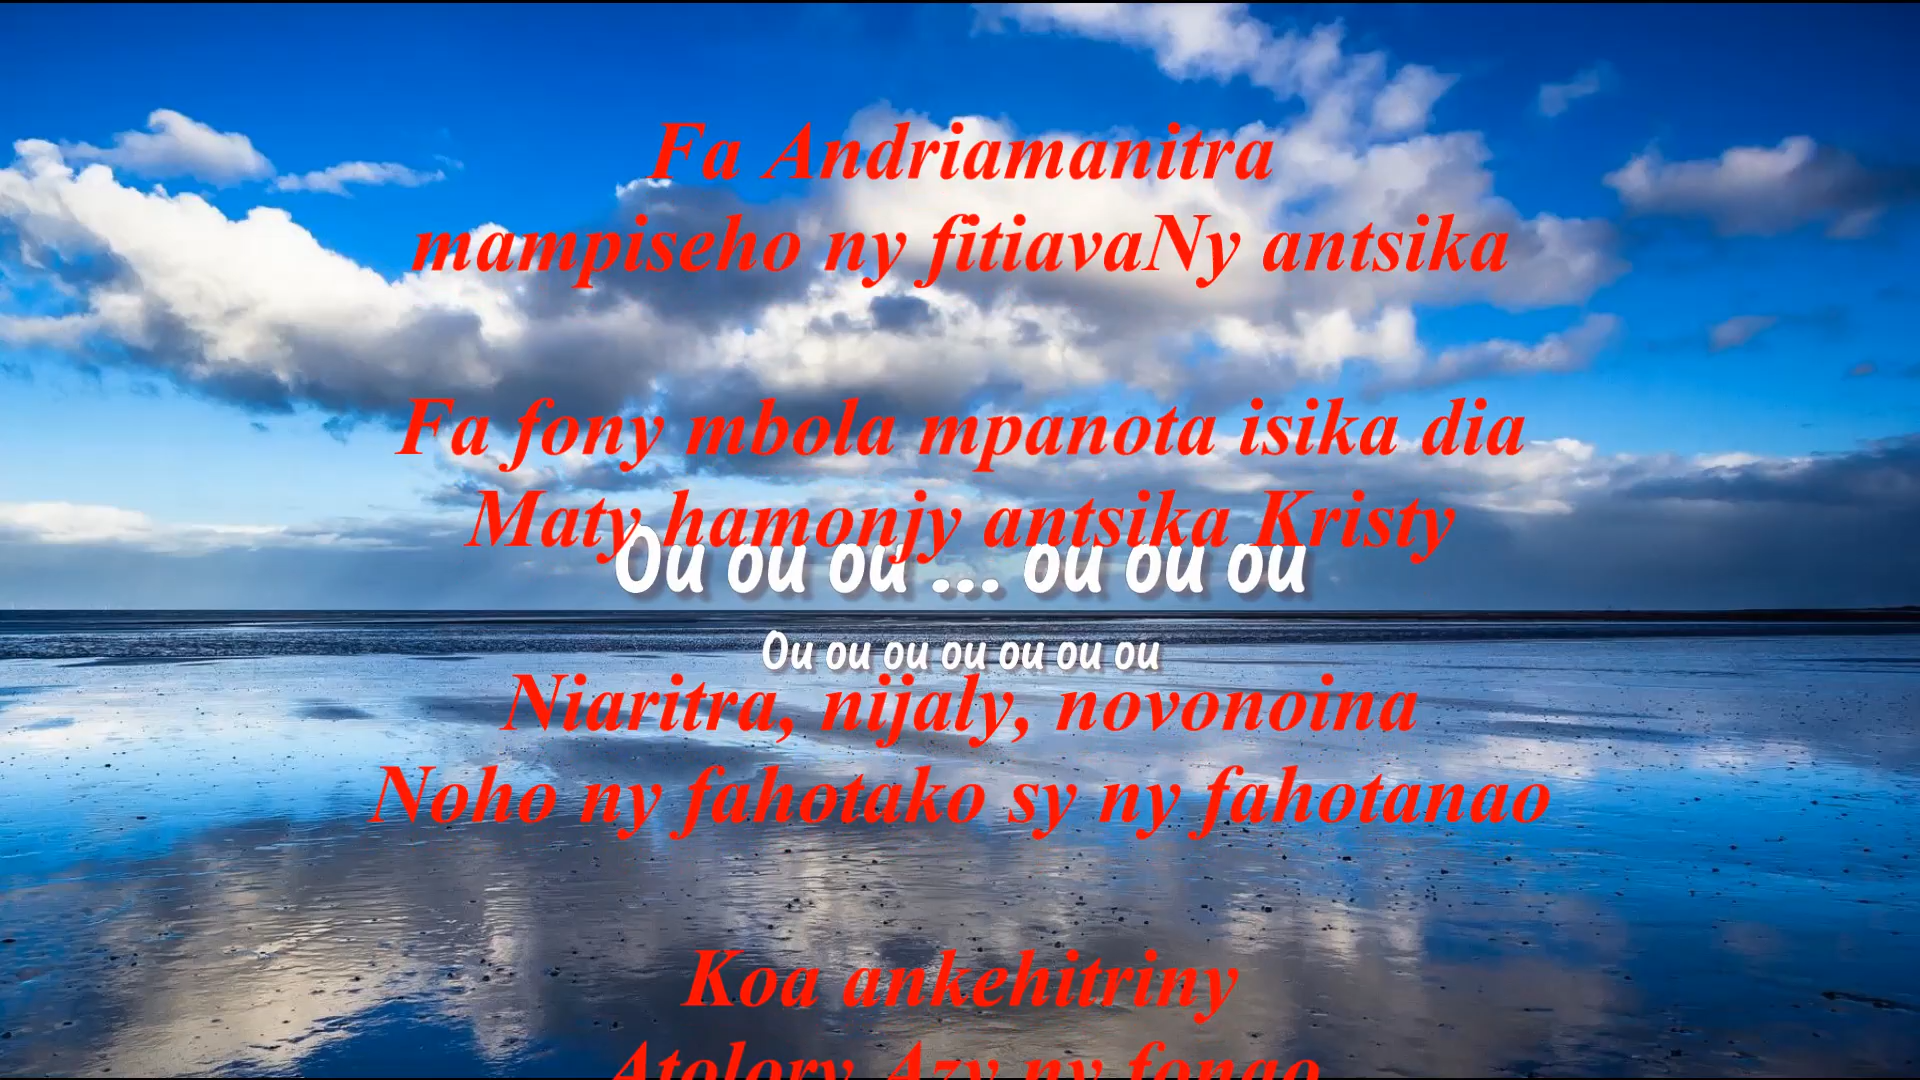 Fa Andriamanitra
mampiseho ny fitiavaNy antsika
Fa fony mbola mpanota isika dia
Maty hamonjy antsika Kristy
Ou ou ou ... ou ou ou
Ou ou ou ou ou ou ou
Niaritra, nijaly, novonoina
Noho ny fahotako sy ny fahotanao
Koa ankehitriny
Atolory Azy ny fonao